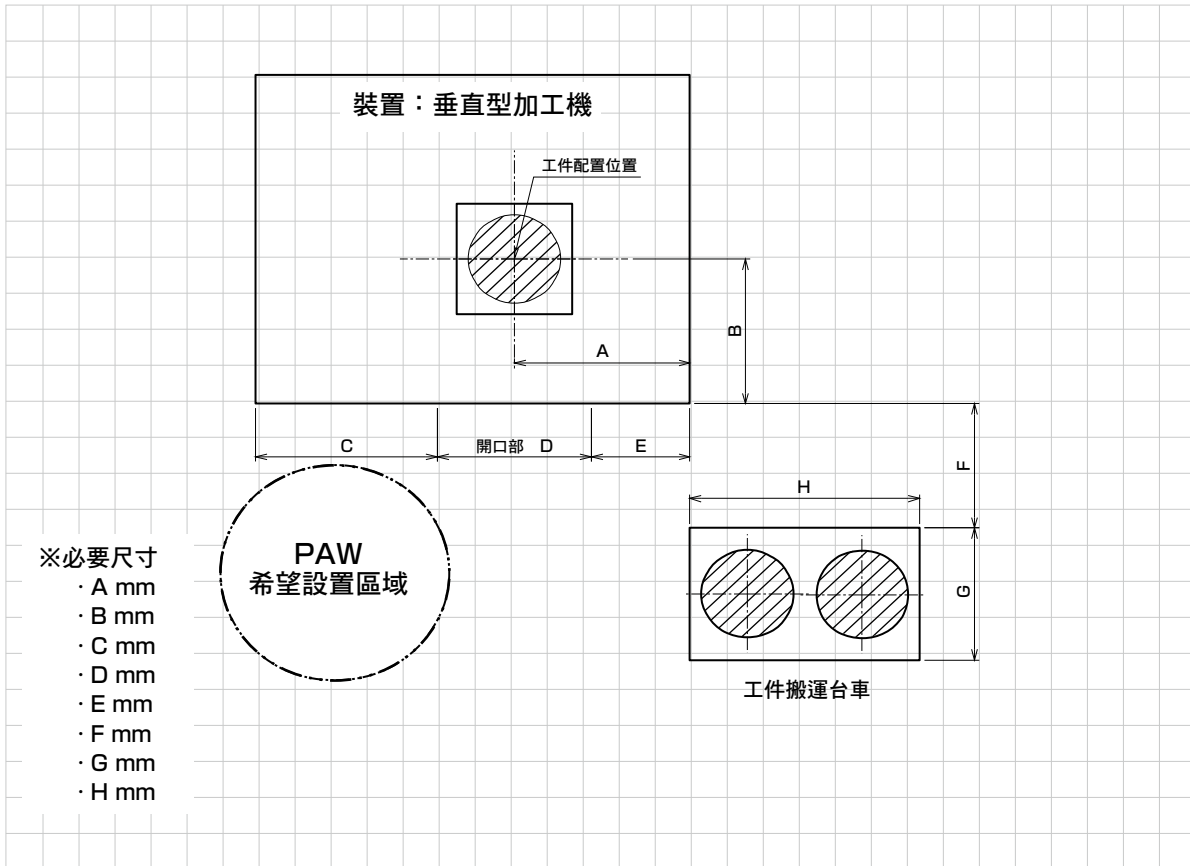 裝置：垂直型加工機
工件配置位置
B
A
C
開口部 D
E
F
H
PAW
希望設置區域
G
工件搬運台車
※必要尺寸
· A mm
· B mm
· C mm
· D mm
· E mm
· F mm
· G mm
· H mm